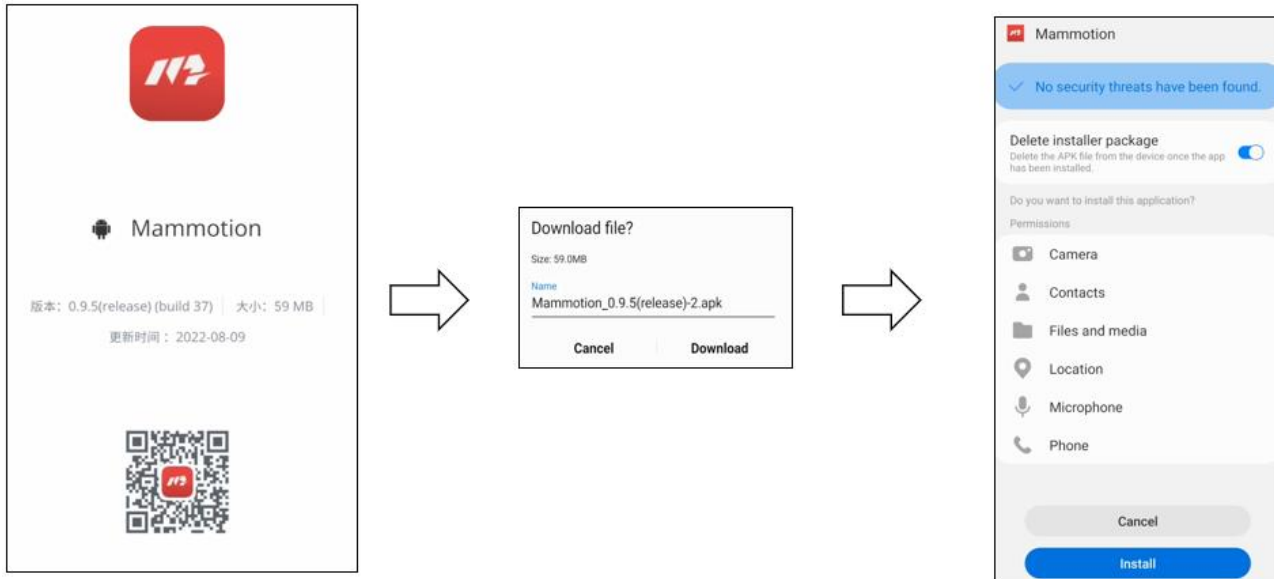 Mammotion
版本：0.9.5(release) (build 37)
大小：59 MB
更新时间 ：2022-08-09
Download file?
Size: 59.0MB
Name
Mammotion_0.9.5(release)-2.apk
Cancel
Download
Mammotion
No security threats have been found.
Delete installer package
Delete the APK file from the device once the app
has been installed.
Do you want to install this application?
Permissions
Camera
Contacts
Files and media
Location
Microphone
Phone
Cancel
Install